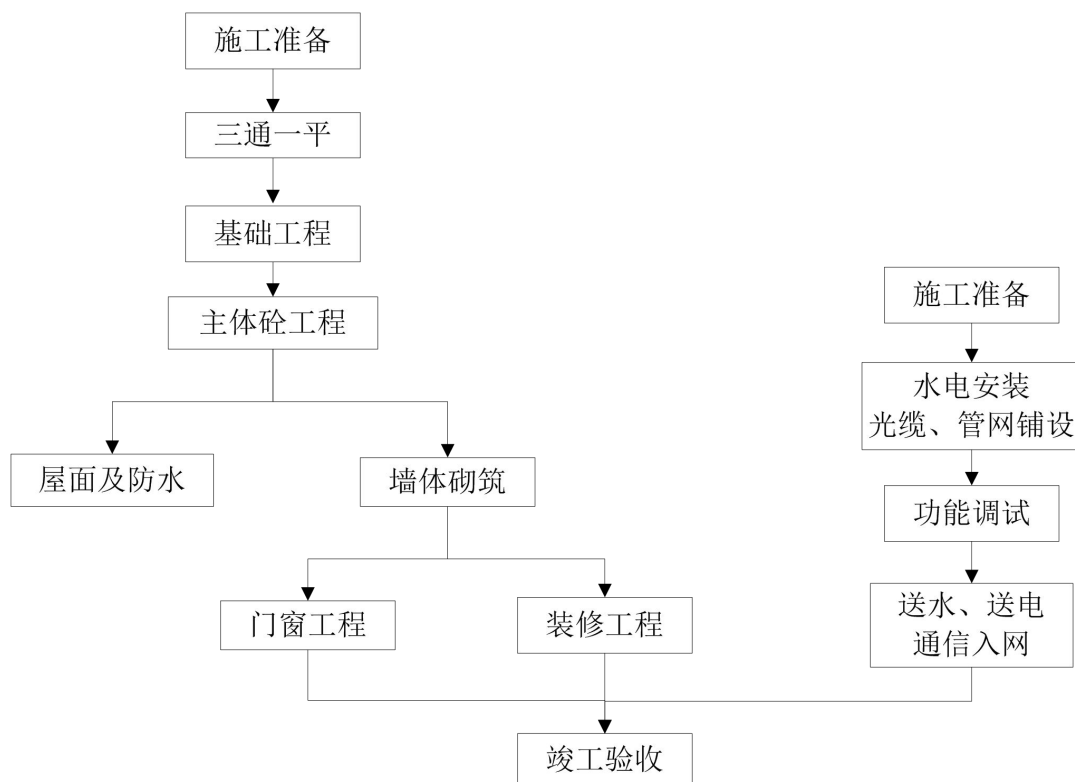 施工准备
三通一平
基础工程
主体砼工程
屋面及防水
墙体砌筑
门窗工程
装修工程
施工准备
水电安装
光缆、管网铺设
功能调试
送水、送电
通信入网
竣工验收